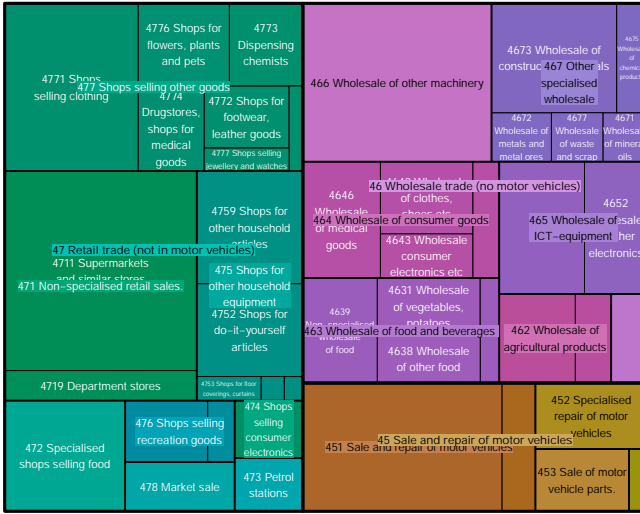 4771 Shops
selling clothing
4776 Shops for
flowers, plants
and pets
4773
Dispensing
chemists
477 Shops selling other goods
4774
Drugstores,
shops for
medical
goods
4772 Shops for
footwear,
leather goods
4777 Shops selling
jewellery and watches
4759 Shops for
other household
articles
47 Retail trade (not in motor vehicles)
4711 Supermarkets
and similar stores
471 Non-specialised retail sales.
475 Shops for
other household
equipment
4752 Shops for
do-it-yourself
articles
4719 Department stores
4753 Shops for floor
coverings, curtains
472 Specialised
shops selling food
476 Shops selling
recreation goods
474 Shops
selling
consumer
electronics
478 Market sale
473 Petrol
stations
466 Wholesale of other machinery
4673 Wholesale of
467 Other
specialised
wholesale
4675
Wholesale
of
4672
Wholesale of
metals and
metal ores
4677
Wholesale of
waste
and scrap
4671
oils
46 Wholesale trade (no motor vehicles)
4646
Wholesale
of medical
goods
of clothes,
464 Wholesale of consumer goods
4643 Wholesale
consumer
electronics etc
465 Wholesale of
ICT-equipment
4652
4639
of food
4631 Wholesale
of vegetables,
potatoes
463 Wholesale of food and beverages
4638 Wholesale
of other food
462 Wholesale of
agricultural products
45 Sale and repair of motor vehicles
451 Sale and repair of motor vehicles
452 Specialised
repair of motor
vehicles
453 Sale of motor
vehicle parts.